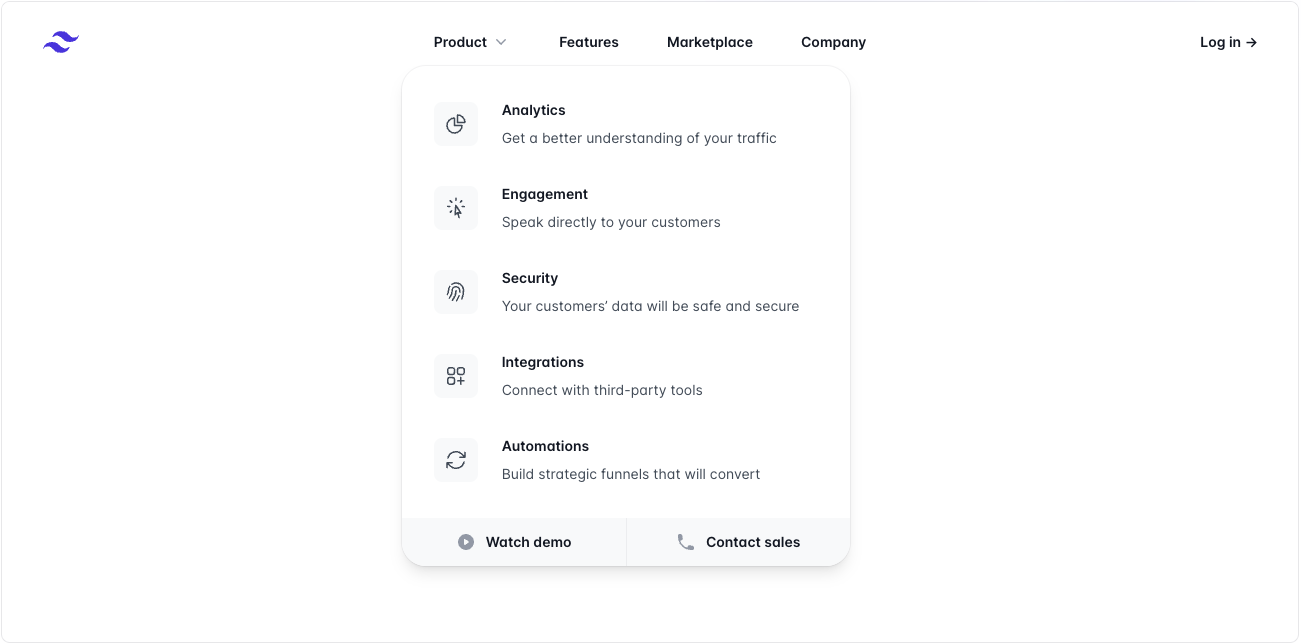 Product
Features
Marketplace
Company
Log in →
Analytics
Get a better understanding of your traffic
Engagement
Speak directly to your customers
Security
Your customers’ data will be safe and secure
Integrations
Connect with third-party tools
Automations
Build strategic funnels that will convert
Watch demo
Contact sales